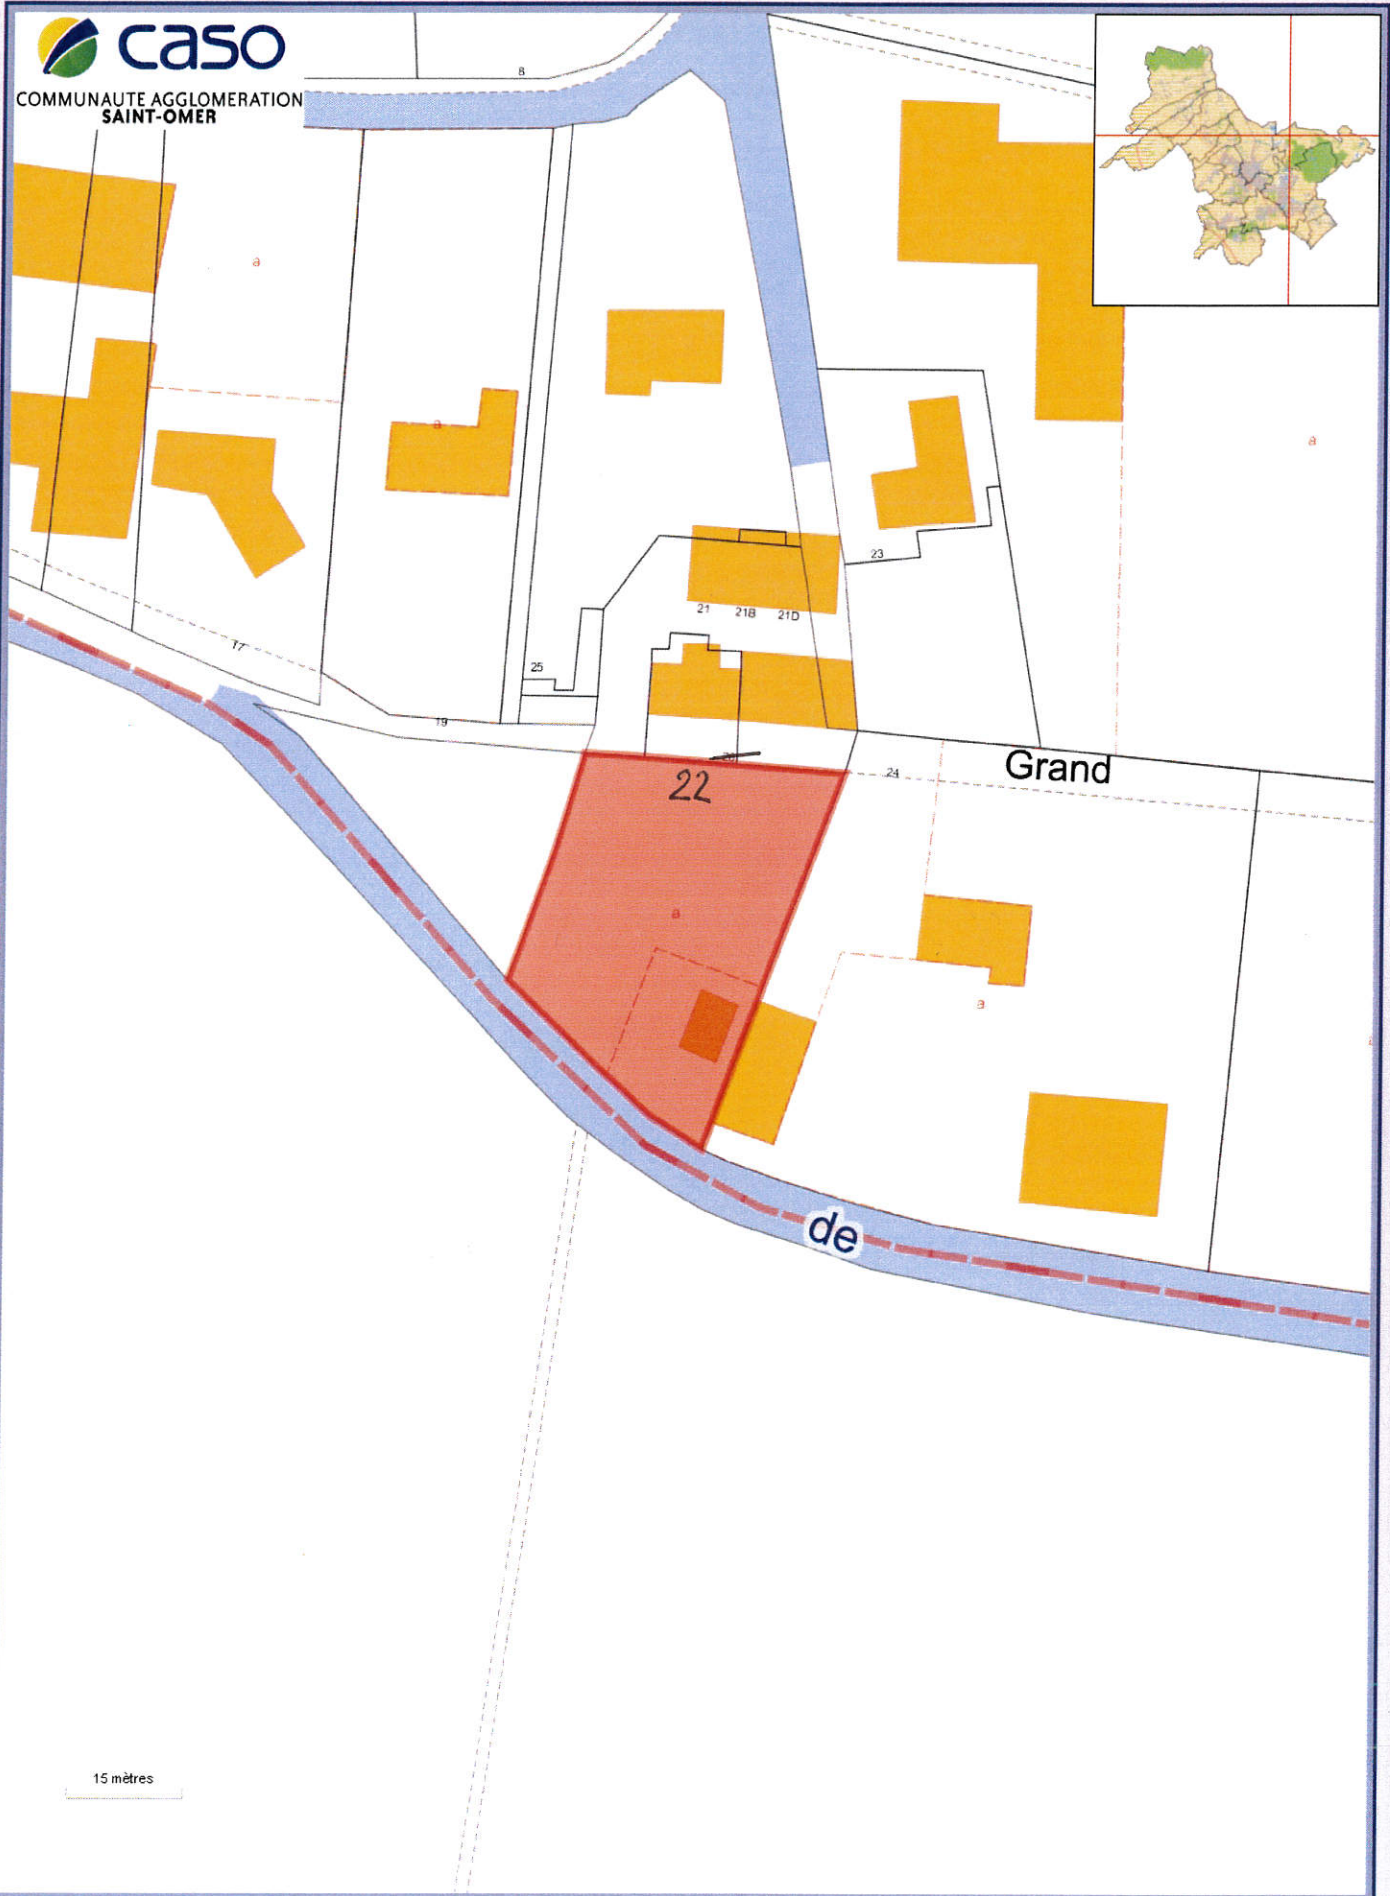 caso
COMMUNAUTE AGGLOMERATION
SAINT-OMER
8
a
a
a
23
21 21B 21D
17
25
19
22
24
Grand
a
a
de
15 mètres